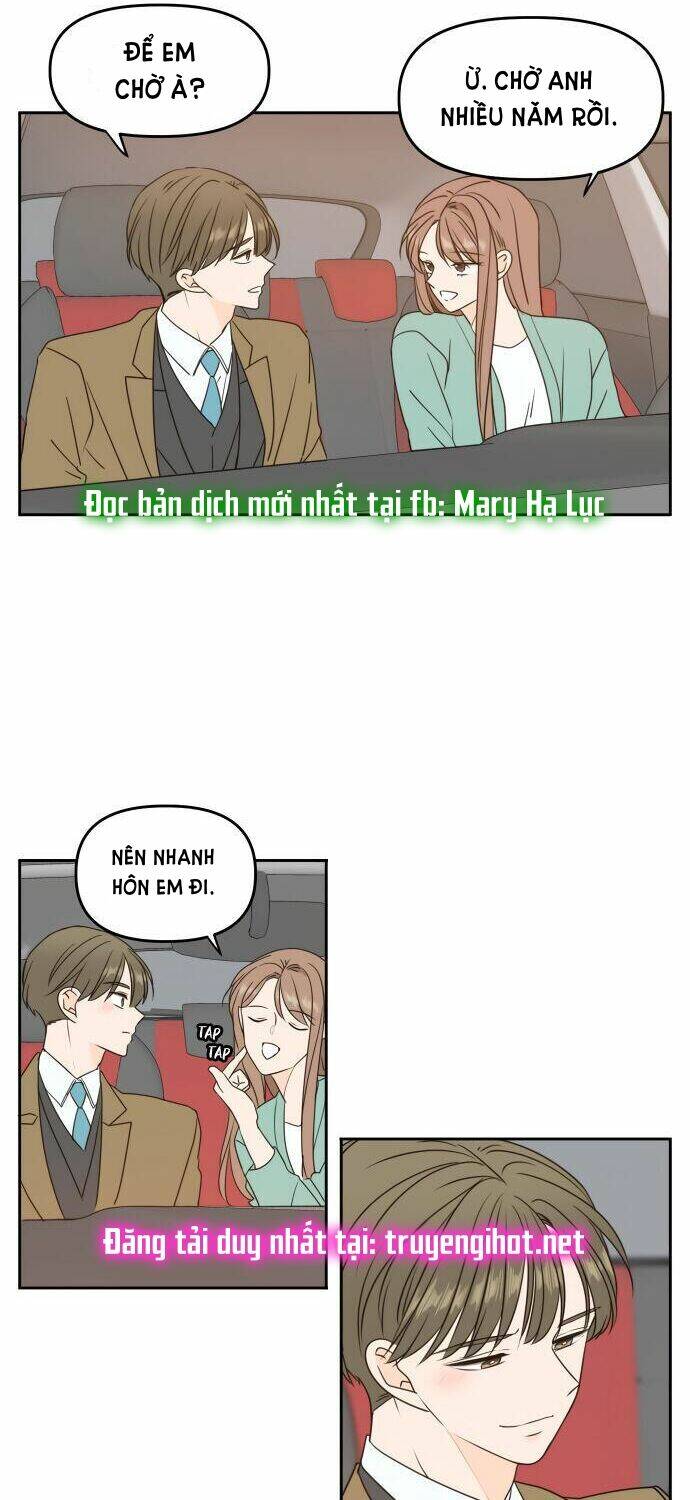 ĐỂ EM
CHỜ À?
Ừ. CHỜ ANH
NHIỀU NĂM RỒI.
Đọc bản dịch mới nhất tại fb: Mary Hạ Lục
NÊN NHANH
HÔN EM ĐI.
TAP
TAP
Đăng tải duy nhất tại: truyengihot.net